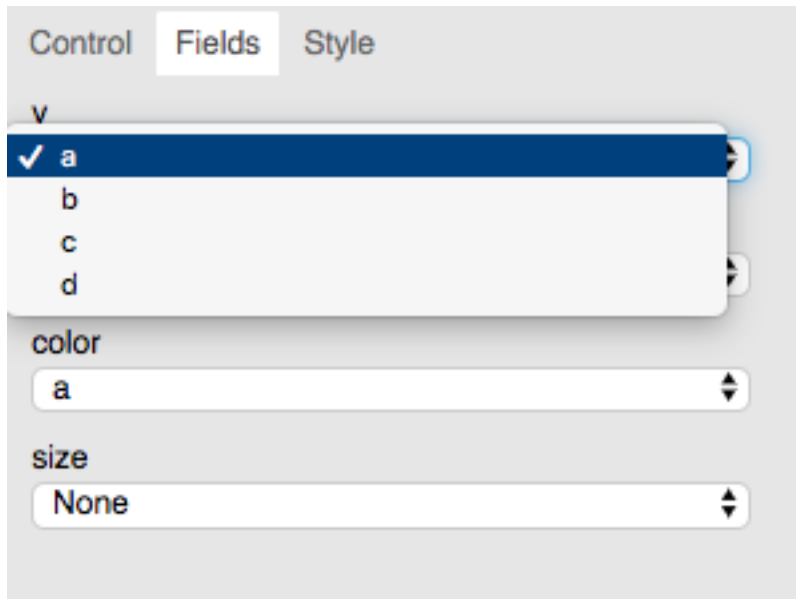 Control Fields Style
v
✓ a
b
c
d
color
a
size
None